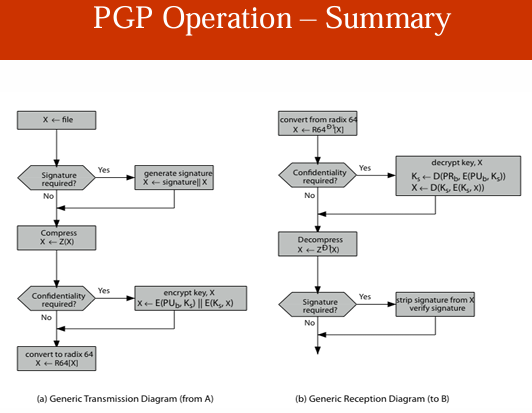 PGP Operation – Summary
X ← file
Signature
required?
Yes
No
generate signature
X ← signature|| X
Compress
X ← Z(X)
Confidentiality
required?
Yes
No
encrypt key, X
X ← E(PUb, Ks) || E(Ks, X)
convert to radix 64
X ← R64[X]
(a) Generic Transmission Diagram (from A)
convert from radix 64
X ← R64Ð1[X]
Confidentiality
required?
Yes
No
decrypt key, X
Ks ← D(PRb, E(PUb, Ks))
X ← D(Ks, E(Ks, X))
Decompress
X ← ZÐ1(X)
Signature
required?
Yes
No
strip signature from X
verify signature
(b) Generic Reception Diagram (to B)